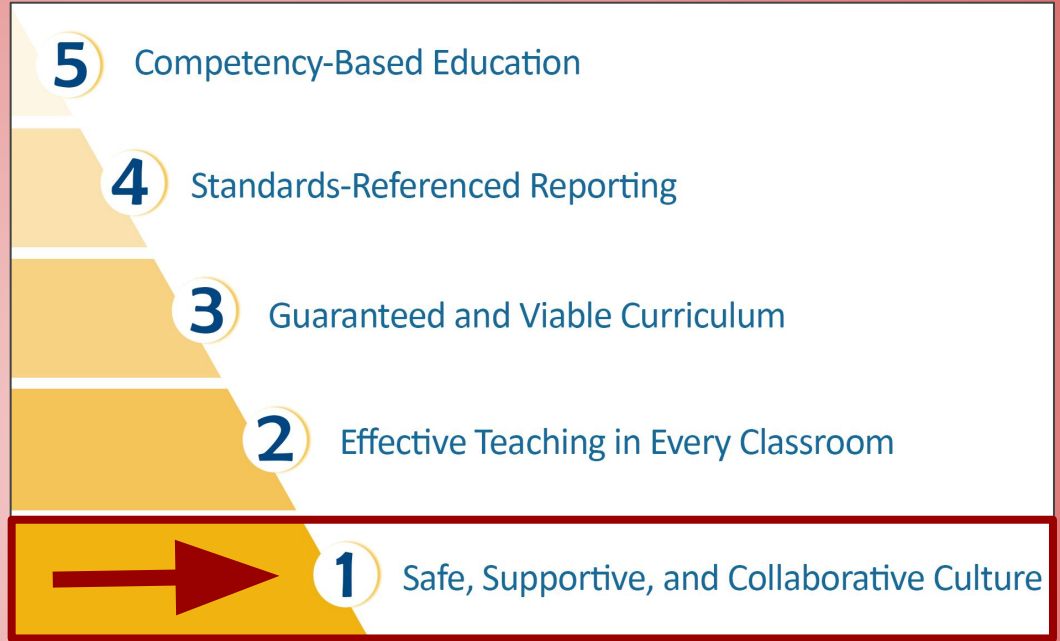 5 Competency-Based Education
4 Standards-Referenced Reporting
3 Guaranteed and Viable Curriculum
2 Effective Teaching in Every Classroom
1 Safe, Supportive, and Collaborative Culture